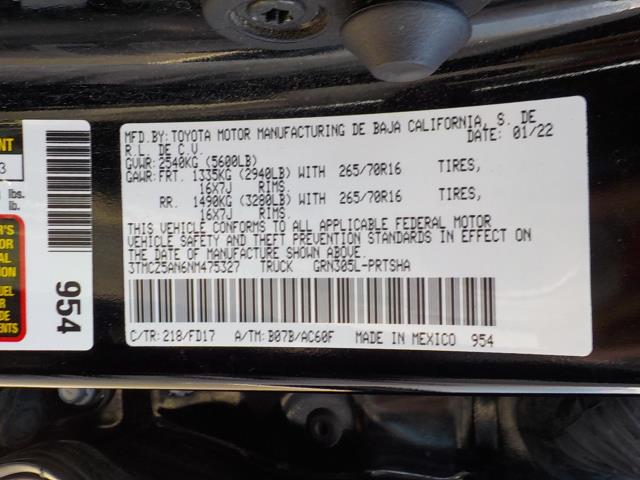 MFD.BY:TOYOTA MOTOR MANUFACTURING DE BAJA CALIFORNIA, S. DE
R.L. DE C.V. DATE: 01/22
GVWR:2540KG (5600LB)
GAWR:FRT. 1335KG (2940LB) WITH 265/70R16 TIRES,
16X7J RIMS.
RR. 1490KG (3280LB) WITH 265/70R16 TIRES,
16X7J RIMS.
THIS VEHICLE CONFORMS TO ALL APPLICABLE FEDERAL MOTOR
VEHICLE SAFETY AND THEFT PREVENTION STANDARDS IN EFFECT ON
THE DATE OF MANUFACTURE SHOWN ABOVE.
3TMCZ5AN6NM475327 TRUCK GRN305L-PRTSHA
C/TR:218/FD17 A/TM:B07B/AC60F MADE IN MEXICO 954
954
lbs.
lbs.